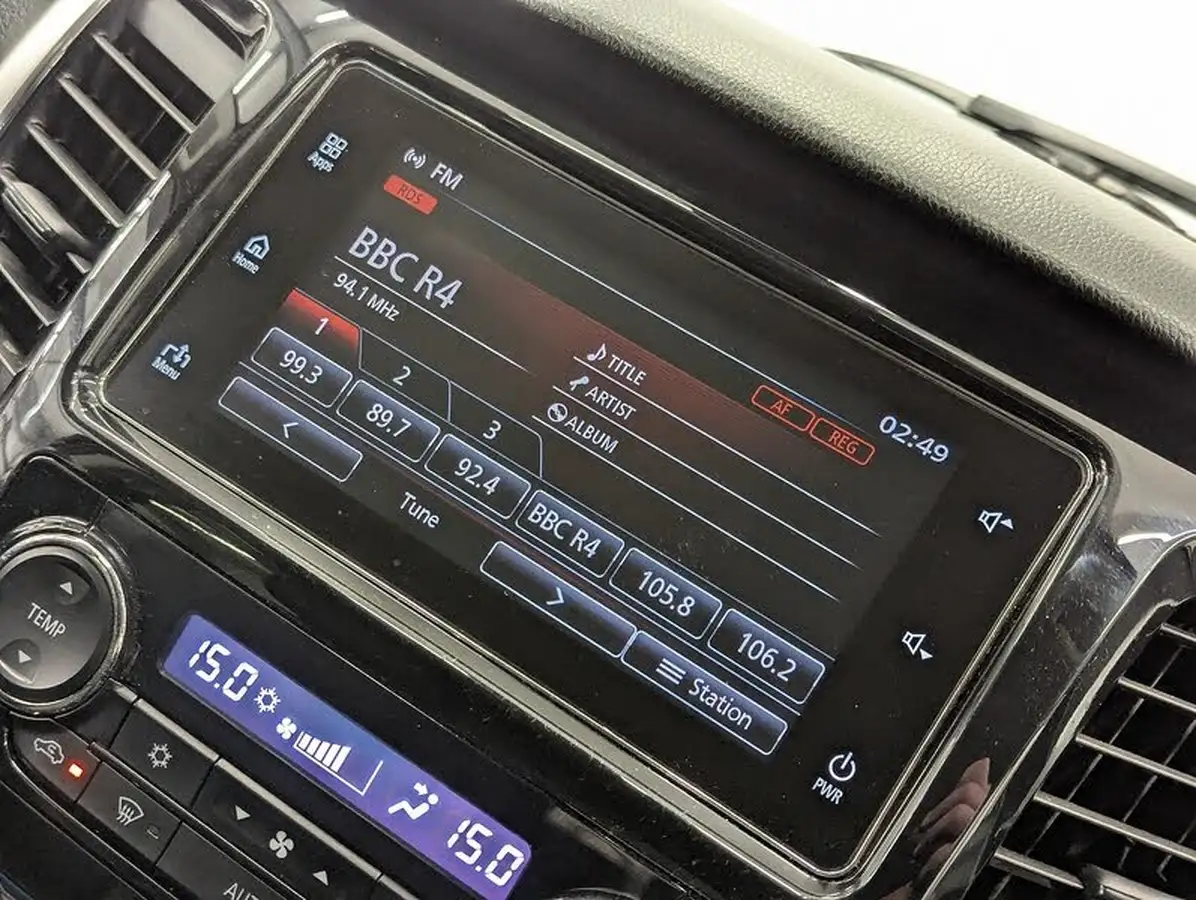 Apps
FM
RDS
Home
BBC R4
94.1 MHz
TITLE
ARTIST
ALBUM
AF
REG
02:49
Menu
1
2
3
99.3
89.7
92.4
BBC R4
105.8
106.2
Tune
Station
PWR
TEMP
15.0
15.0
AUTO